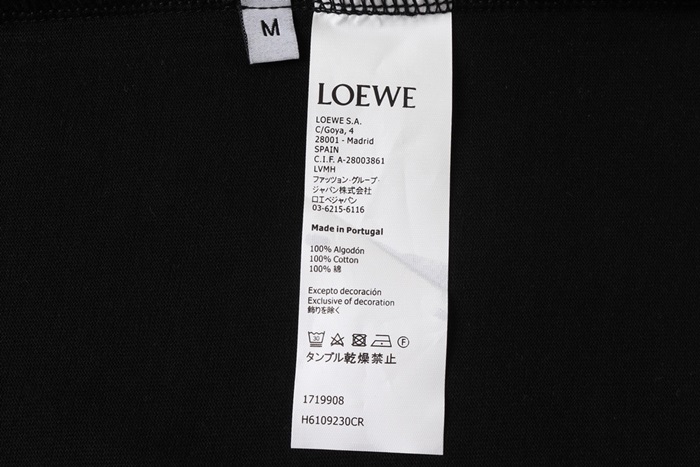 M
LOEWE
LOEWE S.A.
C/Goya, 4
28001 - Madrid
SPAIN
C.I.F. A-28003861
LVMH
ファッション・グループ・
ジャパン株式会社
ロエベジャパン
03-6215-6116
Made in Portugal
100% Algodón
100% Cotton
100% 綿
Excepto decoración
Exclusive of decoration
飾りを除く
30 F
タンブル乾燥禁止
1719908
H6109230CR